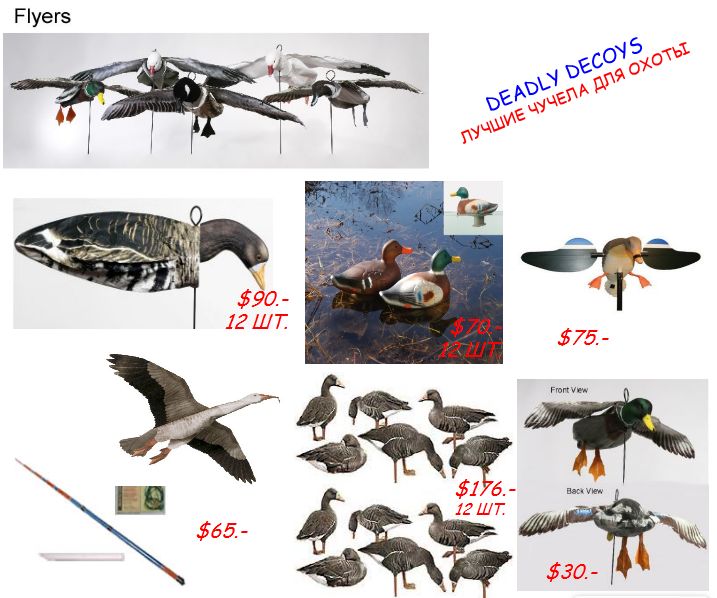 Flyers
DEADLY DECOYS
ЛУЧШИЕ ЧУЧЕЛА ДЛЯ ОХОТЫ
$90.-
12 ШТ.
$70.-
12 ШТ.
$75.-
$65.-
$176.-
12 ШТ.
Front View
Back View
$30.-